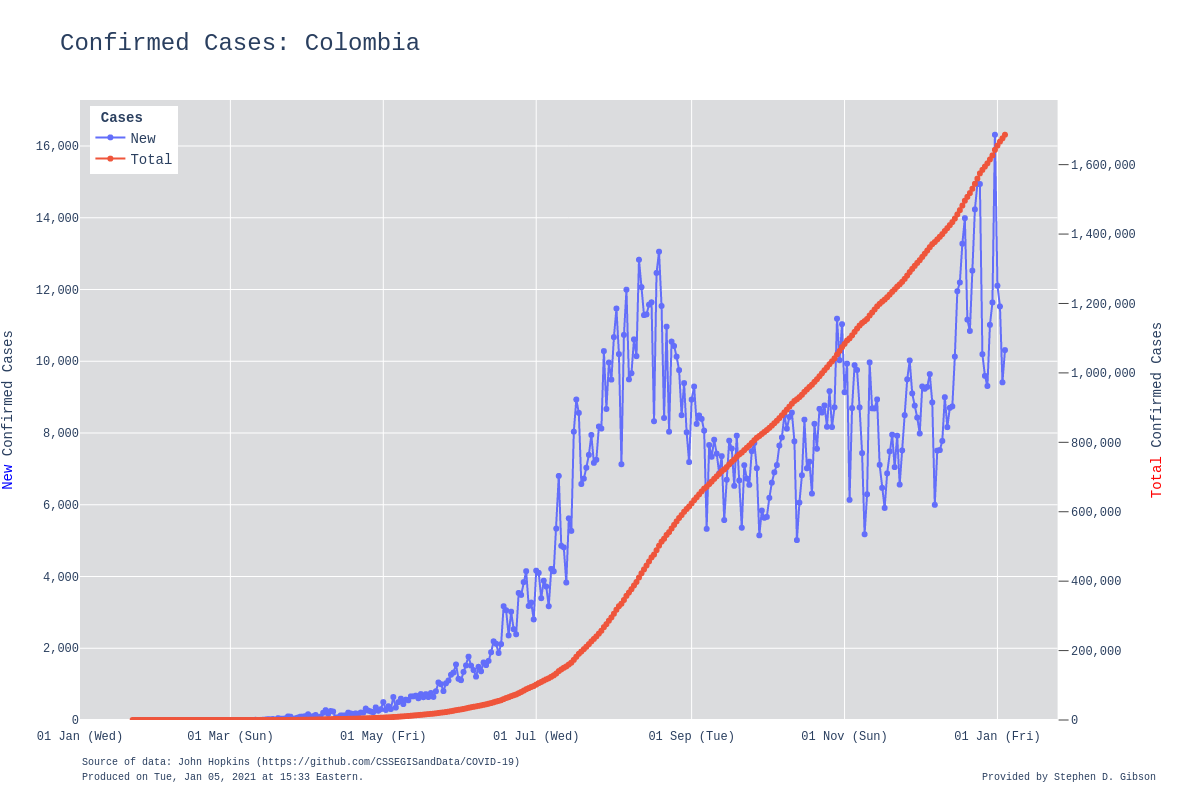 Confirmed Cases: Colombia
Cases
New
Total
16,000
14,000
12,000
10,000
8,000
6,000
4,000
2,000
0
New Confirmed Cases
1,600,000
1,400,000
1,200,000
1,000,000
800,000
600,000
400,000
200,000
0
Total Confirmed Cases
01 Jan (Wed) 01 Mar (Sun) 01 May (Fri) 01 Jul (Wed) 01 Sep (Tue) 01 Nov (Sun) 01 Jan (Fri)
Source of data: John Hopkins (https://github.com/CSSEGISandData/COVID-19)
Produced on Tue, Jan 05, 2021 at 15:33 Eastern.
Provided by Stephen D. Gibson